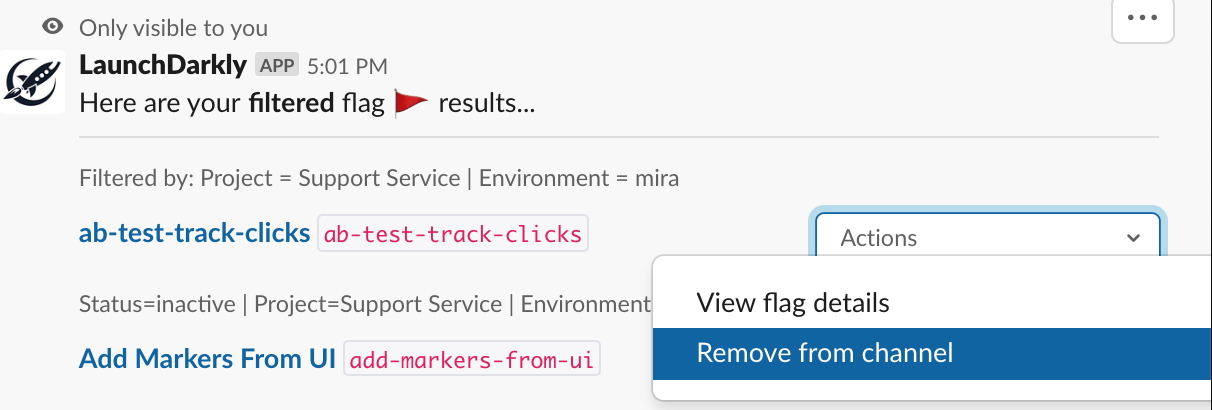 Only visible to you
LaunchDarkly APP 5:01 PM
Here are your filtered flag results...
Filtered by: Project = Support Service | Environment = mira
ab-test-track-clicks ab-test-track-clicks
Actions
Status=inactive | Project=Support Service | Environment
View flag details
Add Markers From UI add-markers-from-ui
Remove from channel